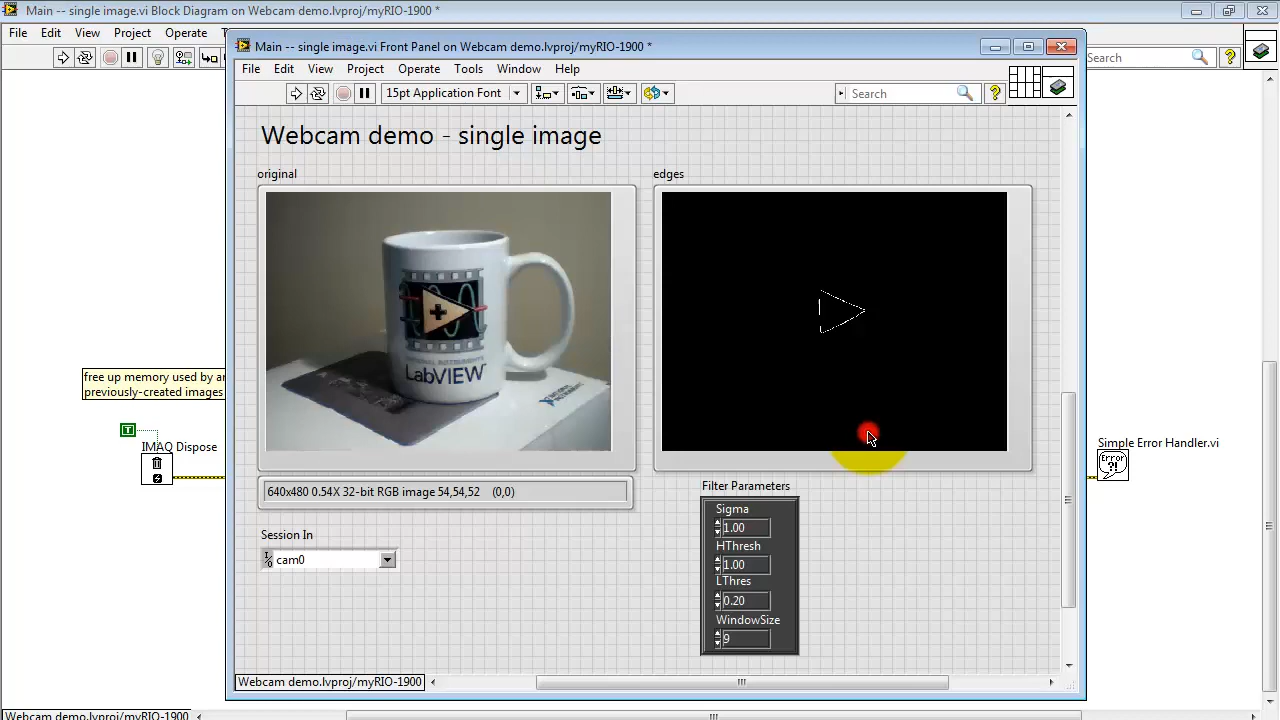 Main -- single image.vi Block Diagram on Webcam demo.lvproj/myRIO-1900 *
File Edit View Project Operate
Search
Main -- single image.vi Front Panel on Webcam demo.lvproj/myRIO-1900 *
File Edit View Project Operate Tools Window Help
15pt Application Font
Search
Webcam demo - single image
original
edges
NATIONAL INSTRUMENTS
LabVIEW
640x480 0.54X 32-bit RGB image 54,54,52 (0,0)
Session In
cam0
Filter Parameters
Sigma
1.00
HThresh
1.00
LThres
0.20
WindowSize
9
free up memory used by an
previously-created images
T
IMAQ Dispose
Simple Error Handler.vi
Error
?!
Webcam demo.lvproj/myRIO-1900
Webcam demo.lvproj/myRIO-1900